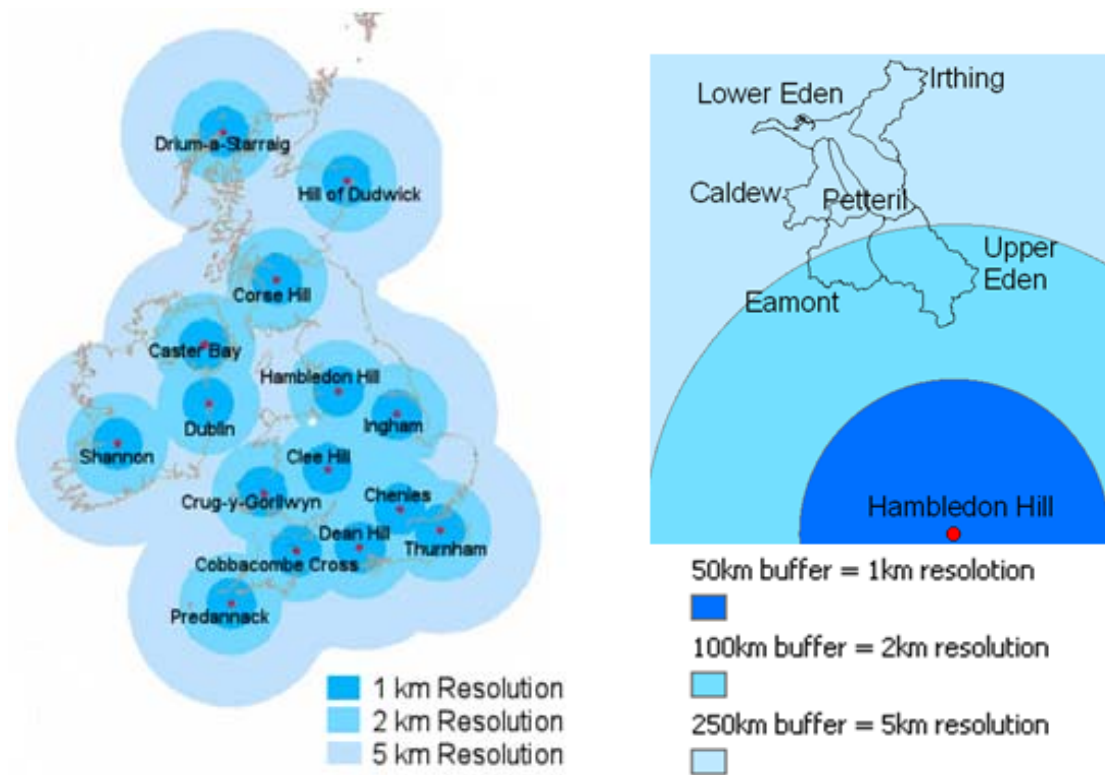 Drium-a-Starraig
Hill of Dudwick
Corse Hill
Caster Bay
Hambledon Hill
Dublin
Ingham
Shannon
Clee Hill
Crug-y-Gorllwyn
Chenies
Dean Hill
Thurnham
Cobbacombe Cross
Predannack
1 km Resolution
2 km Resolution
5 km Resolution
Irthing
Lower Eden
Caldew
Petteril
Upper
Eden
Eamont
Hambledon Hill
50km buffer = 1km resolotion
100km buffer = 2km resolution
250km buffer = 5km resolution